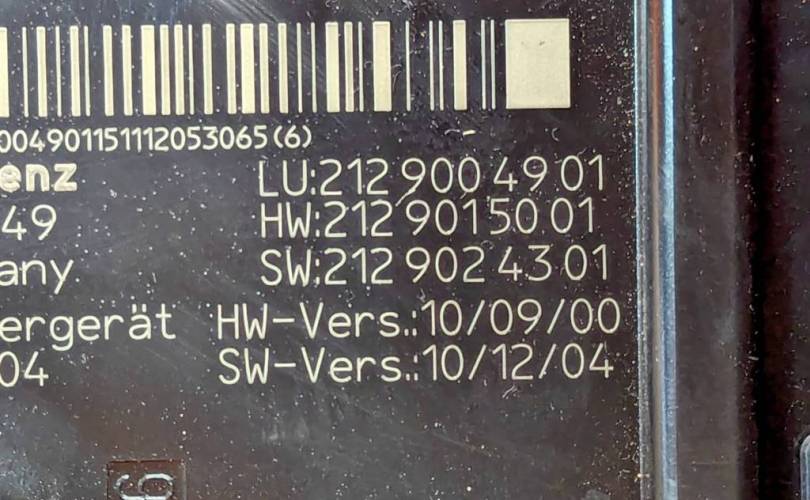 004901151112053065(6)
enz LU:212 900 49 01
49 HW:212 901 50 01
any SW:212 902 43 01
ergerät HW-Vers.:10/09/00
04 SW-Vers.:10/12/04
6